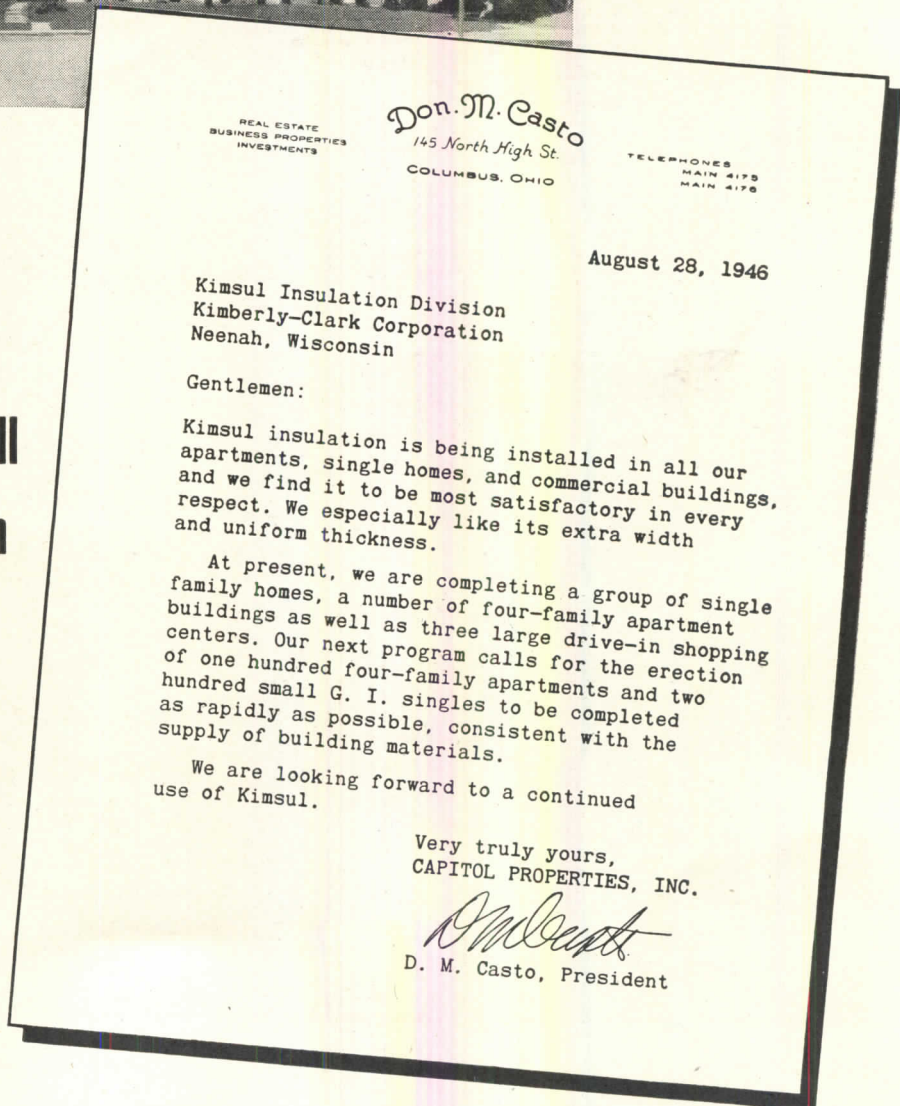 REAL ESTATE
BUSINESS PROPERTIES
INVESTMENTS
Don. M. Casto
145 North High St.
COLUMBUS, OHIO
TELEPHONES
MAIN 4175
MAIN 4176
August 28, 1946
Kimsul Insulation Division
Kimberly-Clark Corporation
Neenah, Wisconsin
Gentlemen:
Kimsul insulation is being installed in all our
apartments, single homes, and commercial buildings,
and we find it to be most satisfactory in every
respect. We especially like its extra width
and uniform thickness.
At present, we are completing a group of single
family homes, a number of four-family apartment
buildings as well as three large drive-in shopping
centers. Our next program calls for the erection
of one hundred four-family apartments and two
hundred small G. I. singles to be completed
as rapidly as possible, consistent with the
supply of building materials.
We are looking forward to a continued
use of Kimsul.
Very truly yours,
CAPITOL PROPERTIES, INC.
DMCasto
D. M. Casto, President